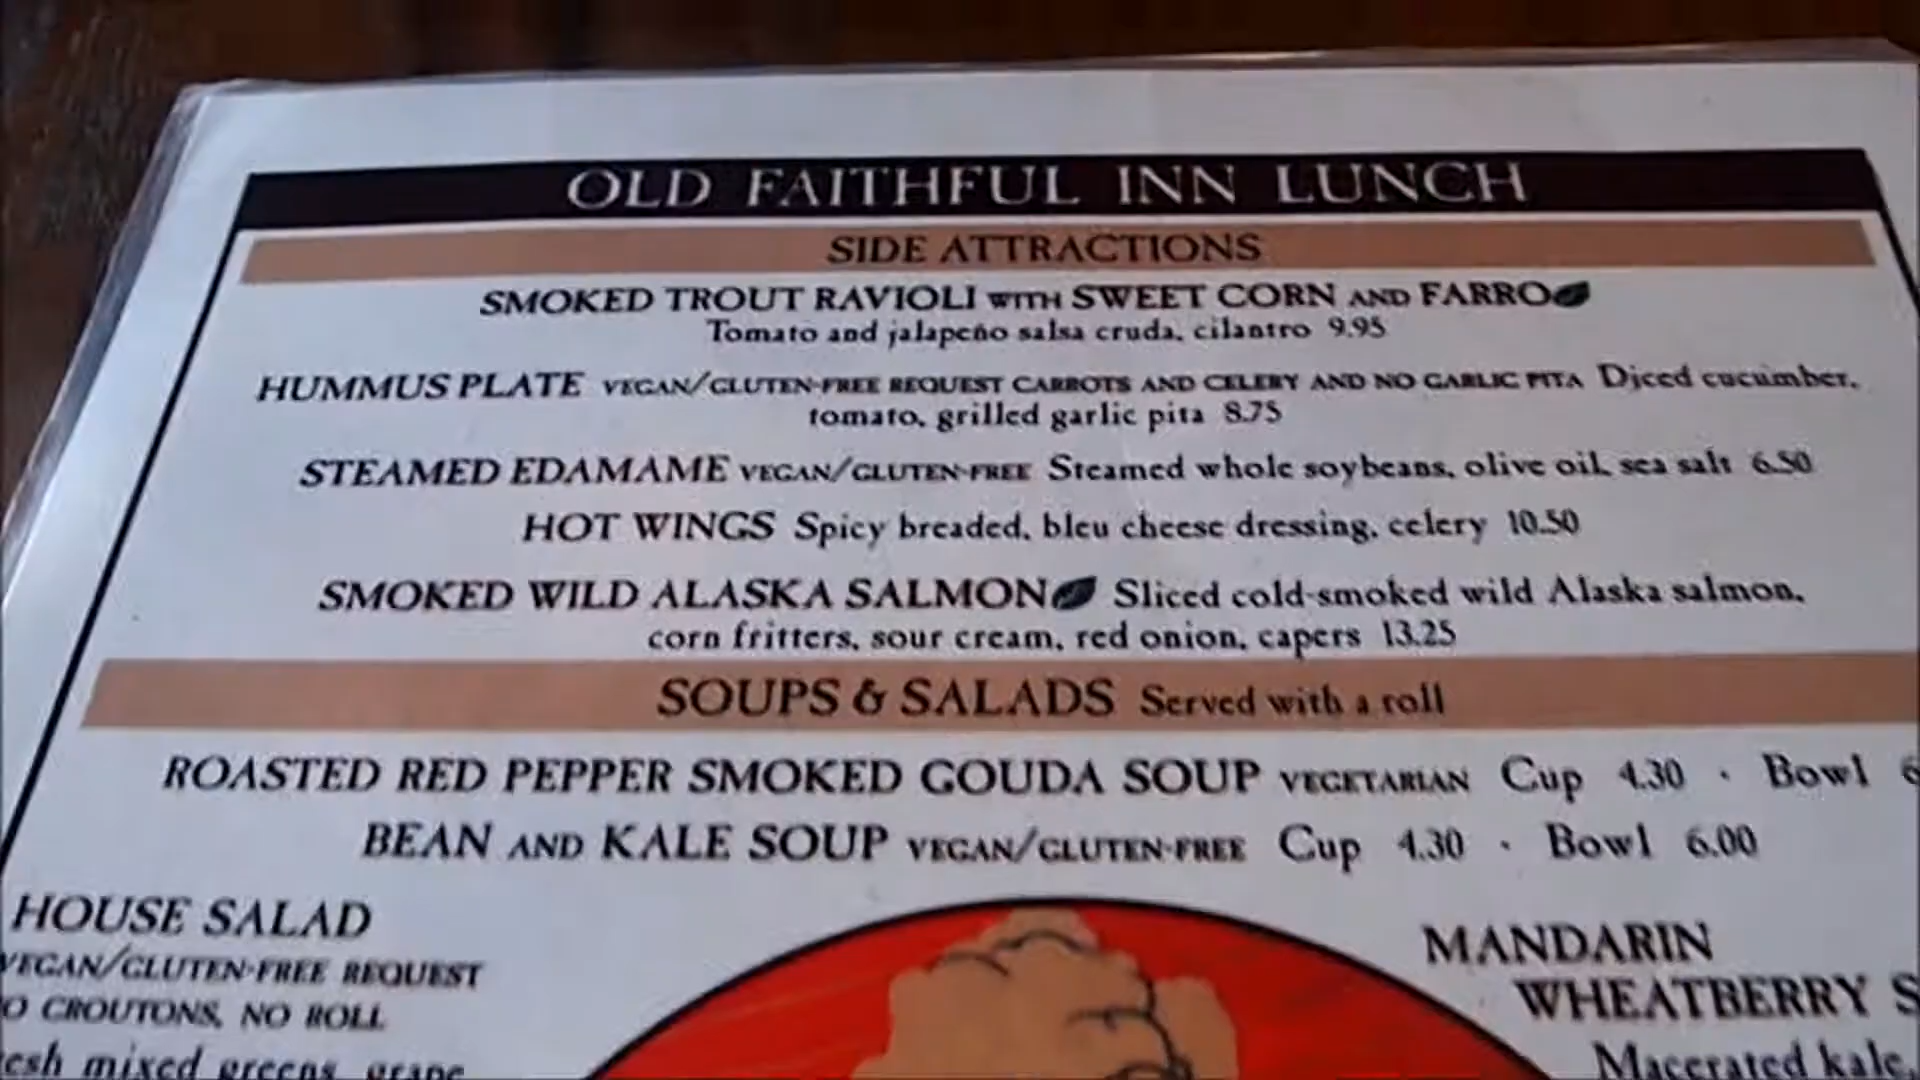 OLD FAITHFUL INN LUNCH
SIDE ATTRACTIONS
SMOKED TROUT RAVIOLI WITH SWEET CORN AND FARRO
Tomato and jalapeño salsa cruda, cilantro 9.95
HUMMUS PLATE VEGAN/GLUTEN-FREE REQUEST CARROTS AND CELERY AND NO GARLIC PITA Diced cucumber,
tomato, grilled garlic pita 8.75
STEAMED EDAMAME VEGAN/GLUTEN-FREE Steamed whole soybeans, olive oil, sea salt 6.50
HOT WINGS Spicy breaded, bleu cheese dressing, celery 10.50
SMOKED WILD ALASKA SALMON Sliced cold-smoked wild Alaska salmon,
corn fritters, sour cream, red onion, capers 13.25
SOUPS & SALADS Served with a roll
ROASTED RED PEPPER SMOKED GOUDA SOUP VEGETARIAN Cup 4.30 · Bowl
BEAN AND KALE SOUP VEGAN/GLUTEN-FREE Cup 4.30 · Bowl 6.00
HOUSE SALAD
VEGAN/GLUTEN-FREE REQUEST
CROUTONS, NO ROLL
mixed greens, grape
MANDARIN
WHEATBERRY
Macerated kale,